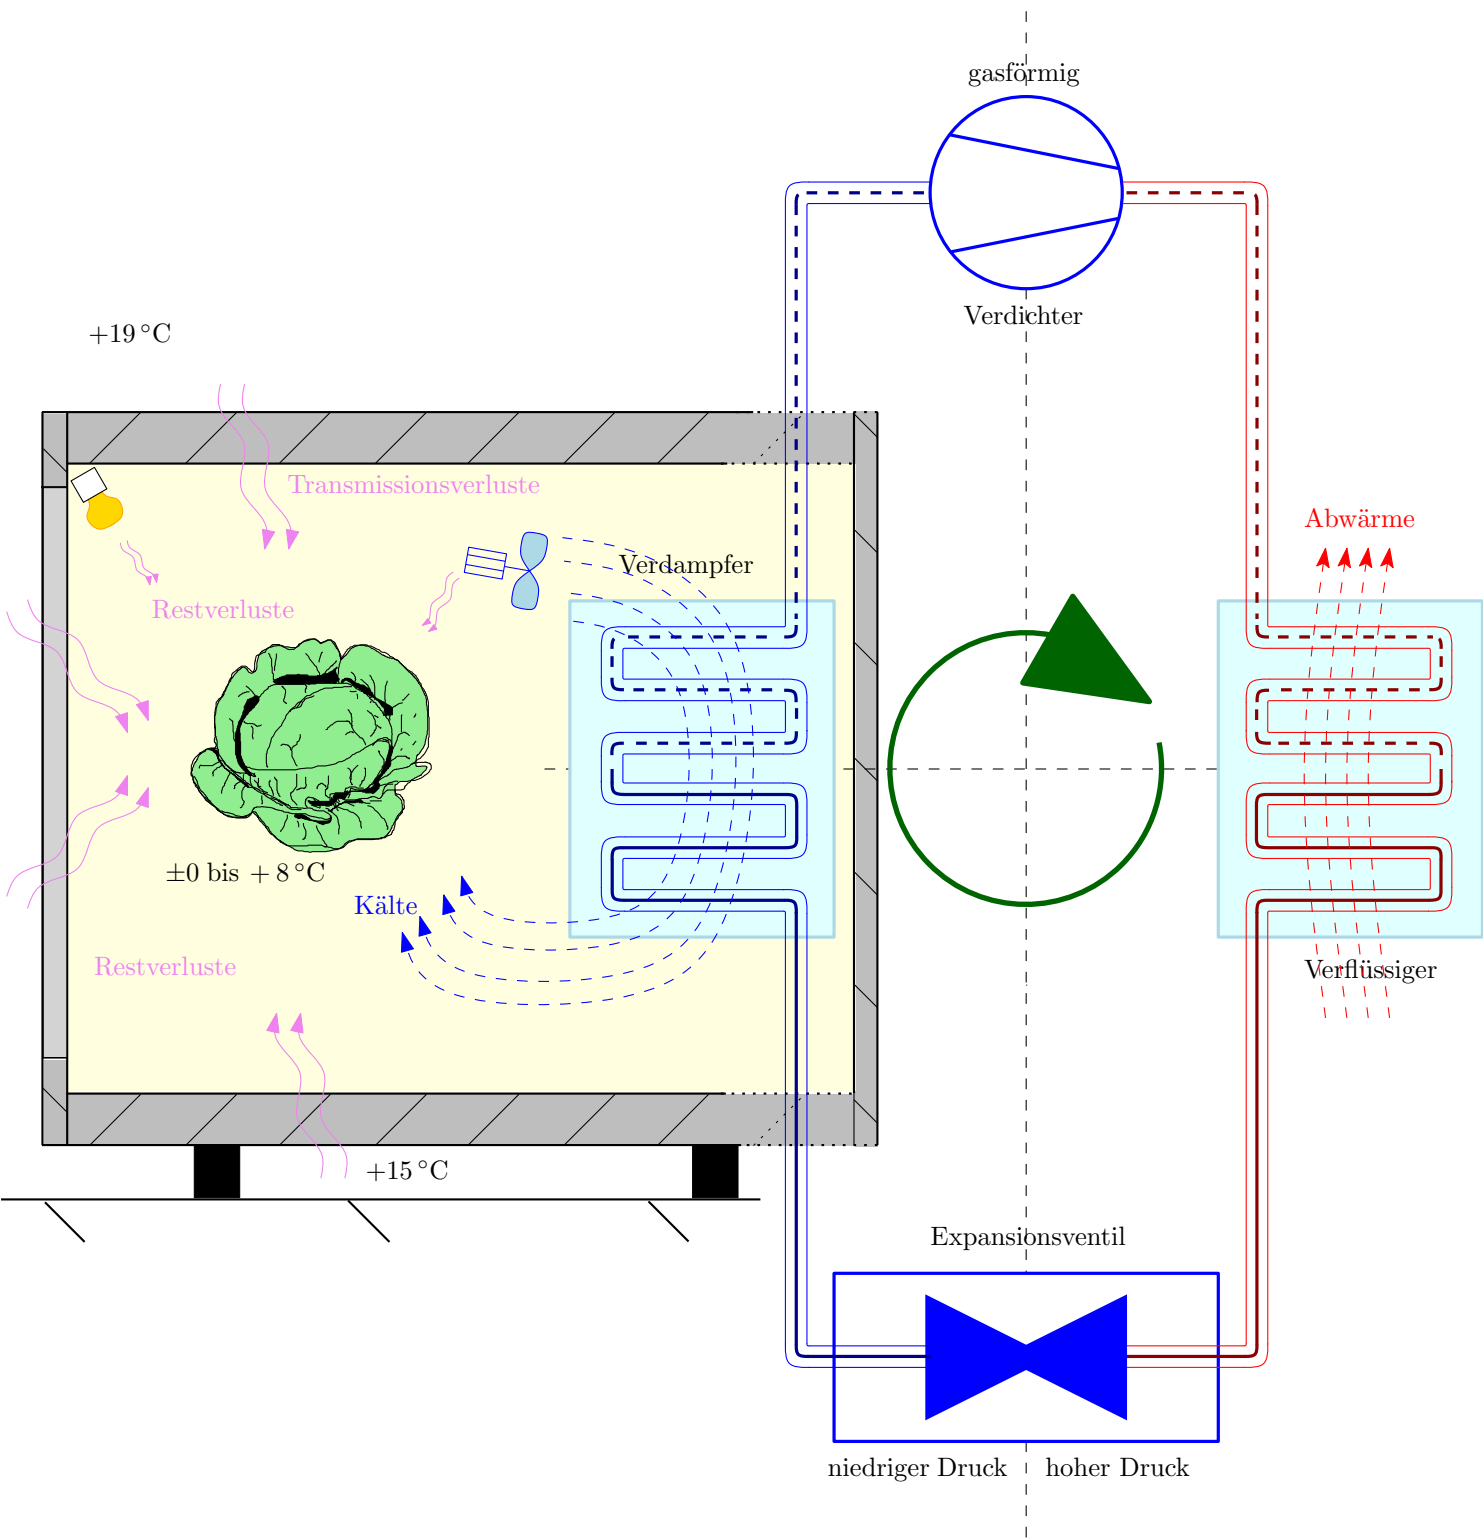 gasförmig
Verdichter
+19 °C
Transmissionsverluste
Abwärme
Verdampfer
Restverluste
±0 bis + 8 °C
Kälte
Restverluste
Verflüssiger
+15 °C
Expansionsventil
niedriger Druck hoher Druck